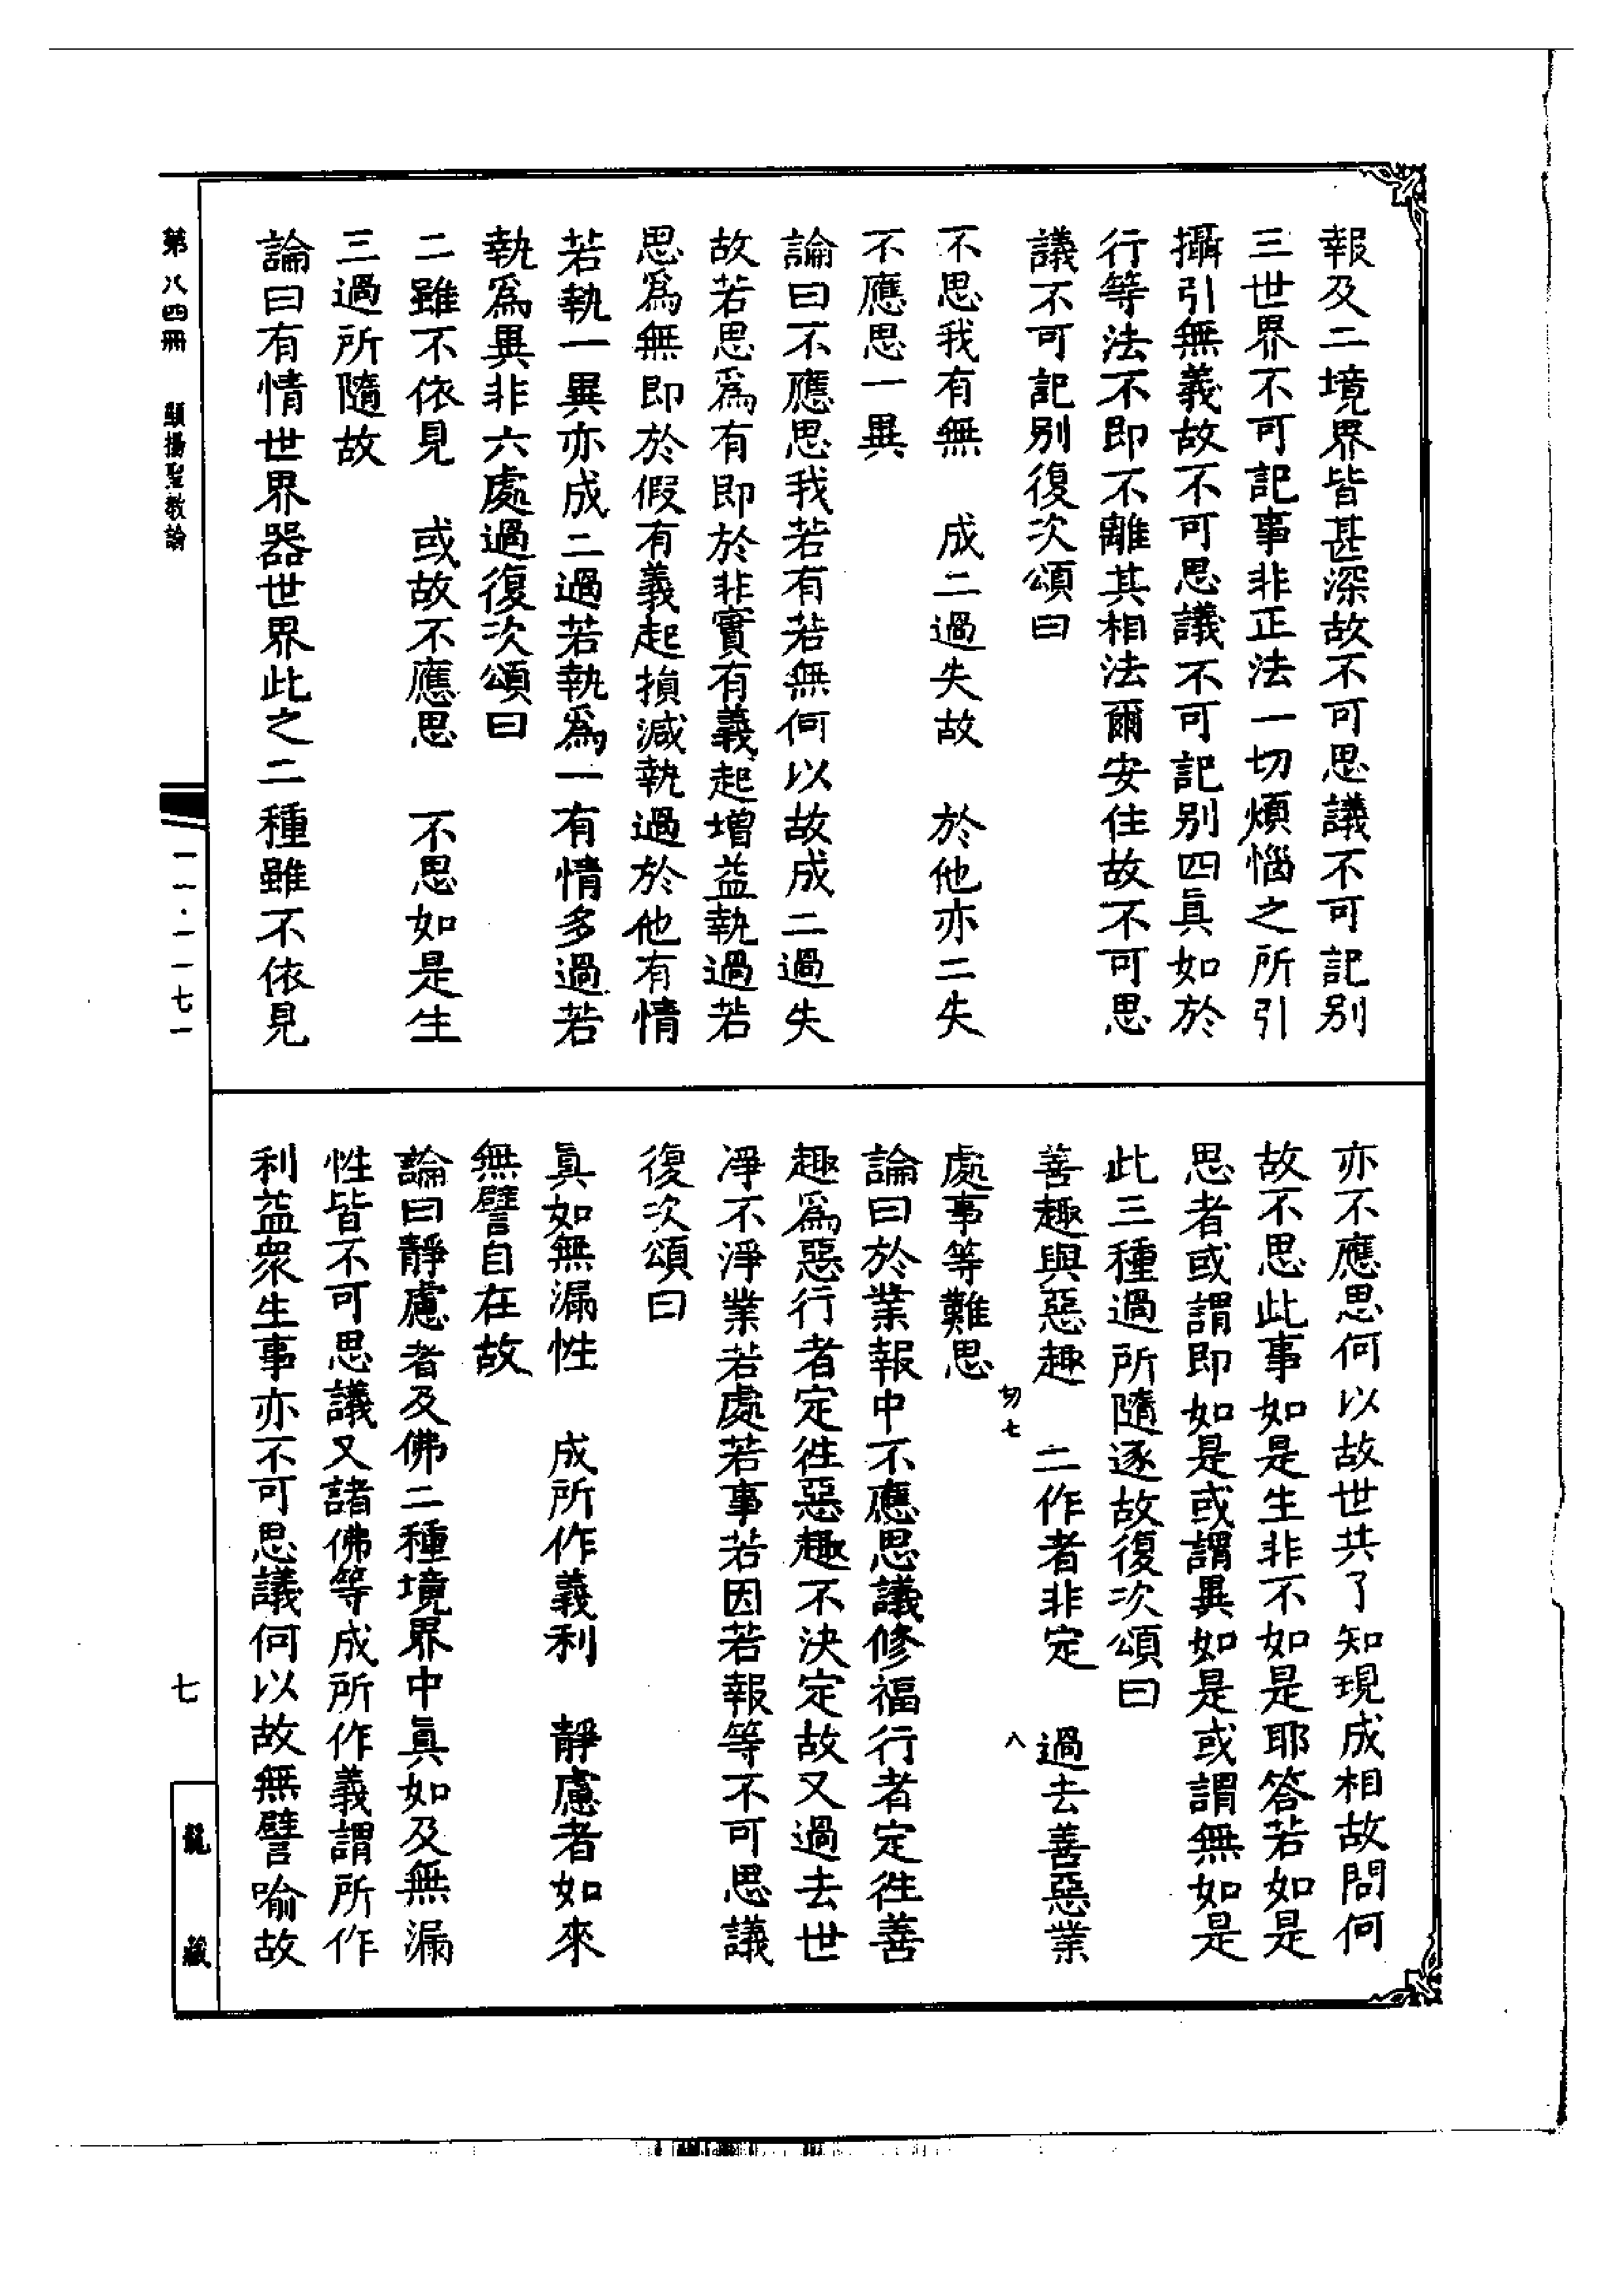 報及二境界皆甚深故不可思議不可記别
三世界不可記事非正法一切煩惱之所引
攝引無義故不可思議不可記别四眞如於
行等法不即不離其相法爾安住故不可思
議不可記别復次頌曰
不思我有無　成二過失故　於他亦二失
不應思一異
論曰不應思我若有若無何以故成二過失
故若思爲有即於非實有義起增益執過若
思爲無即於假有義起損減執過於他有情
若執一異亦成二過若執爲一有情多過若
執爲異非六處過復次頌曰
二雖不依見　或故不應思　不思如是生
三過所隨故
論曰有情世界器世界此之二種雖不依見
亦不應思何以故世共了知現成相故問何
故不思此事如是生非不如是耶答若如是
思者或謂即如是或謂異如是或謂無如是
此三種過所隨逐故復次頌曰
善趣與惡趣　二作者非定　過去善惡業
切七　八
處事等難思
論曰於業報中不應思議修福行者定徃善
趣爲惡行者定徃惡趣不決定故又過去世
淨不淨業若處若事若因若報等不可思議
復次頌曰
眞如無漏性　成所作義利　靜慮者如來
無譬自在故
論曰靜慮者及佛二種境界中眞如及無漏
性皆不可思議又諸佛等成所作義謂所作
利益衆生事亦不可思議何以故無譬喻故
第八四冊　顯揚聖教論
一一·一一七一
七
龍藏